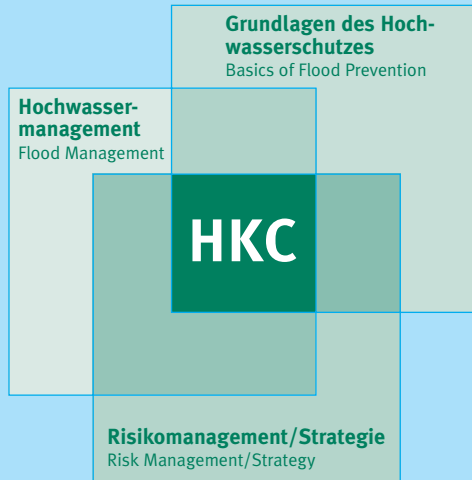 Grundlagen des Hoch-
wasserschutzes
Basics of Flood Prevention
Hochwasser-
management
Flood Management
HKC
Risikomanagement/Strategie
Risk Management/Strategy